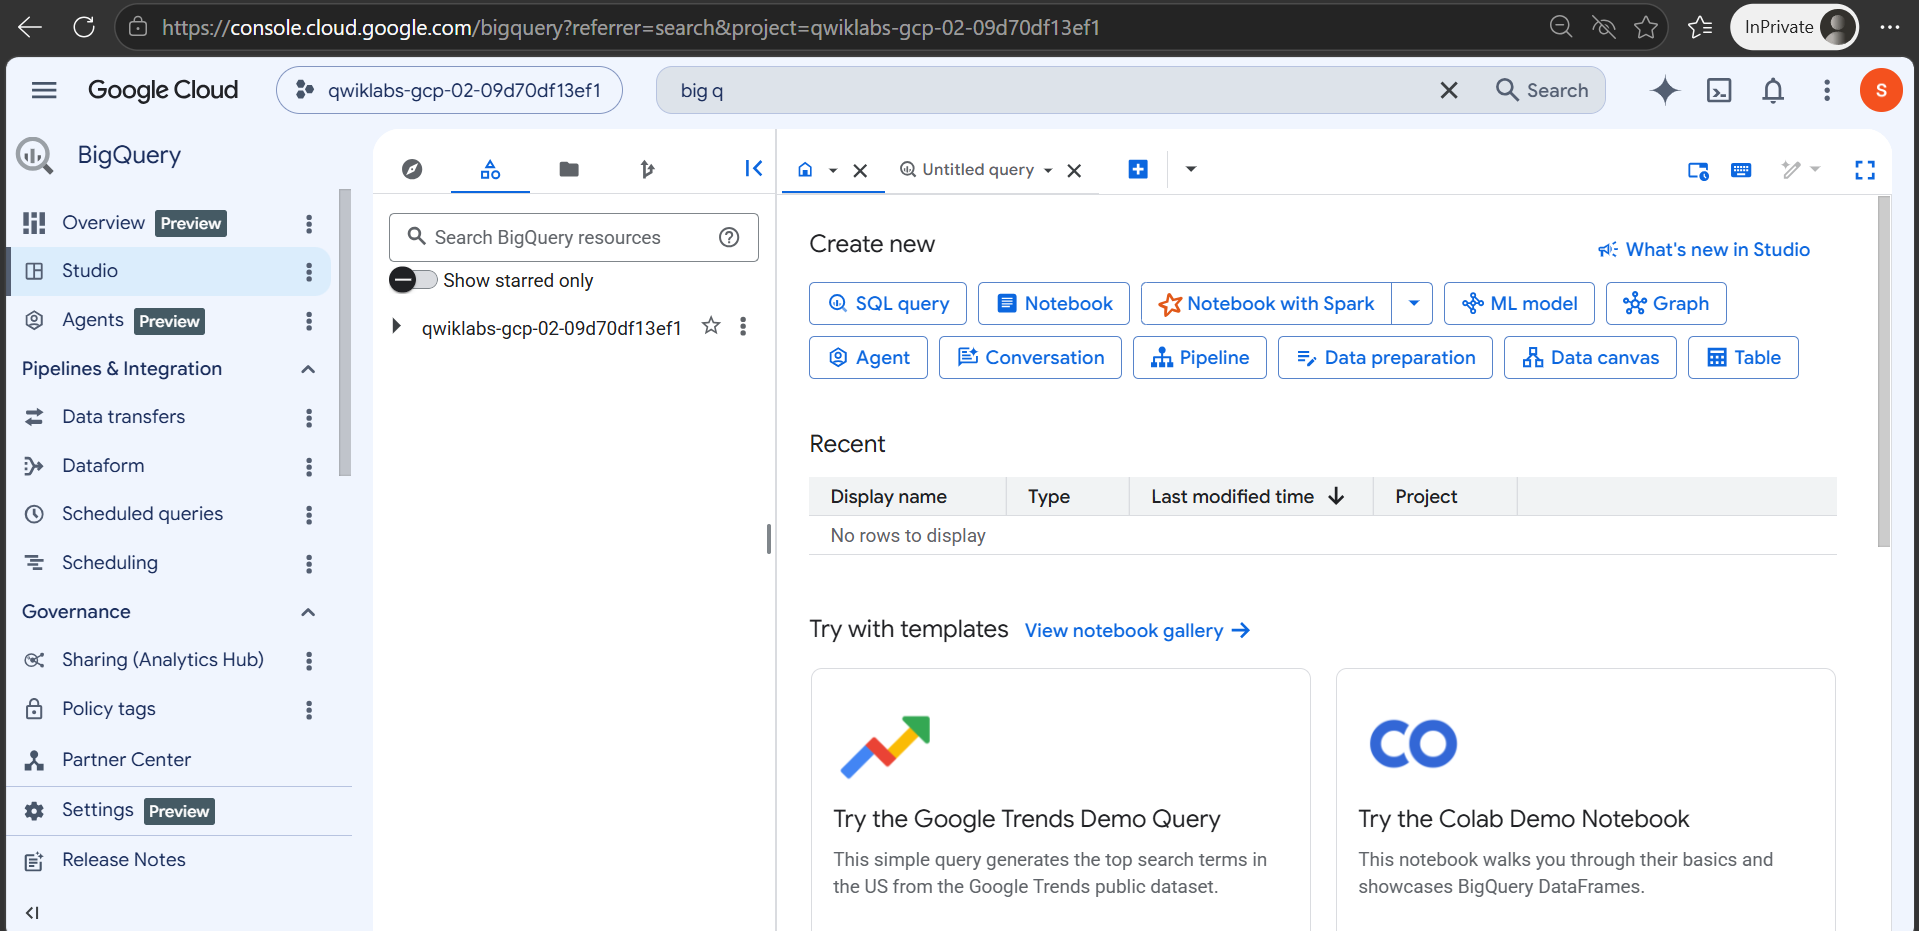 https://console.cloud.google.com/bigquery?referrer=search&project=qwiklabs-gcp-02-09d70df13ef1
InPrivate
Google Cloud
qwiklabs-gcp-02-09d70df13ef1
big q
Search
S
BigQuery
Overview Preview
Studio
Agents Preview
Pipelines & Integration
Data transfers
Dataform
Scheduled queries
Scheduling
Governance
Sharing (Analytics Hub)
Policy tags
Partner Center
Settings Preview
Release Notes
Search BigQuery resources
Show starred only
qwiklabs-gcp-02-09d70df13ef1
Untitled query
Create new
What's new in Studio
SQL query
Notebook
Notebook with Spark
ML model
Graph
Agent
Conversation
Pipeline
Data preparation
Data canvas
Table
Recent
Display name Type Last modified time Project
No rows to display
Try with templates View notebook gallery
Try the Google Trends Demo Query
This simple query generates the top search terms in
the US from the Google Trends public dataset.
CO
Try the Colab Demo Notebook
This notebook walks you through their basics and
showcases BigQuery DataFrames.